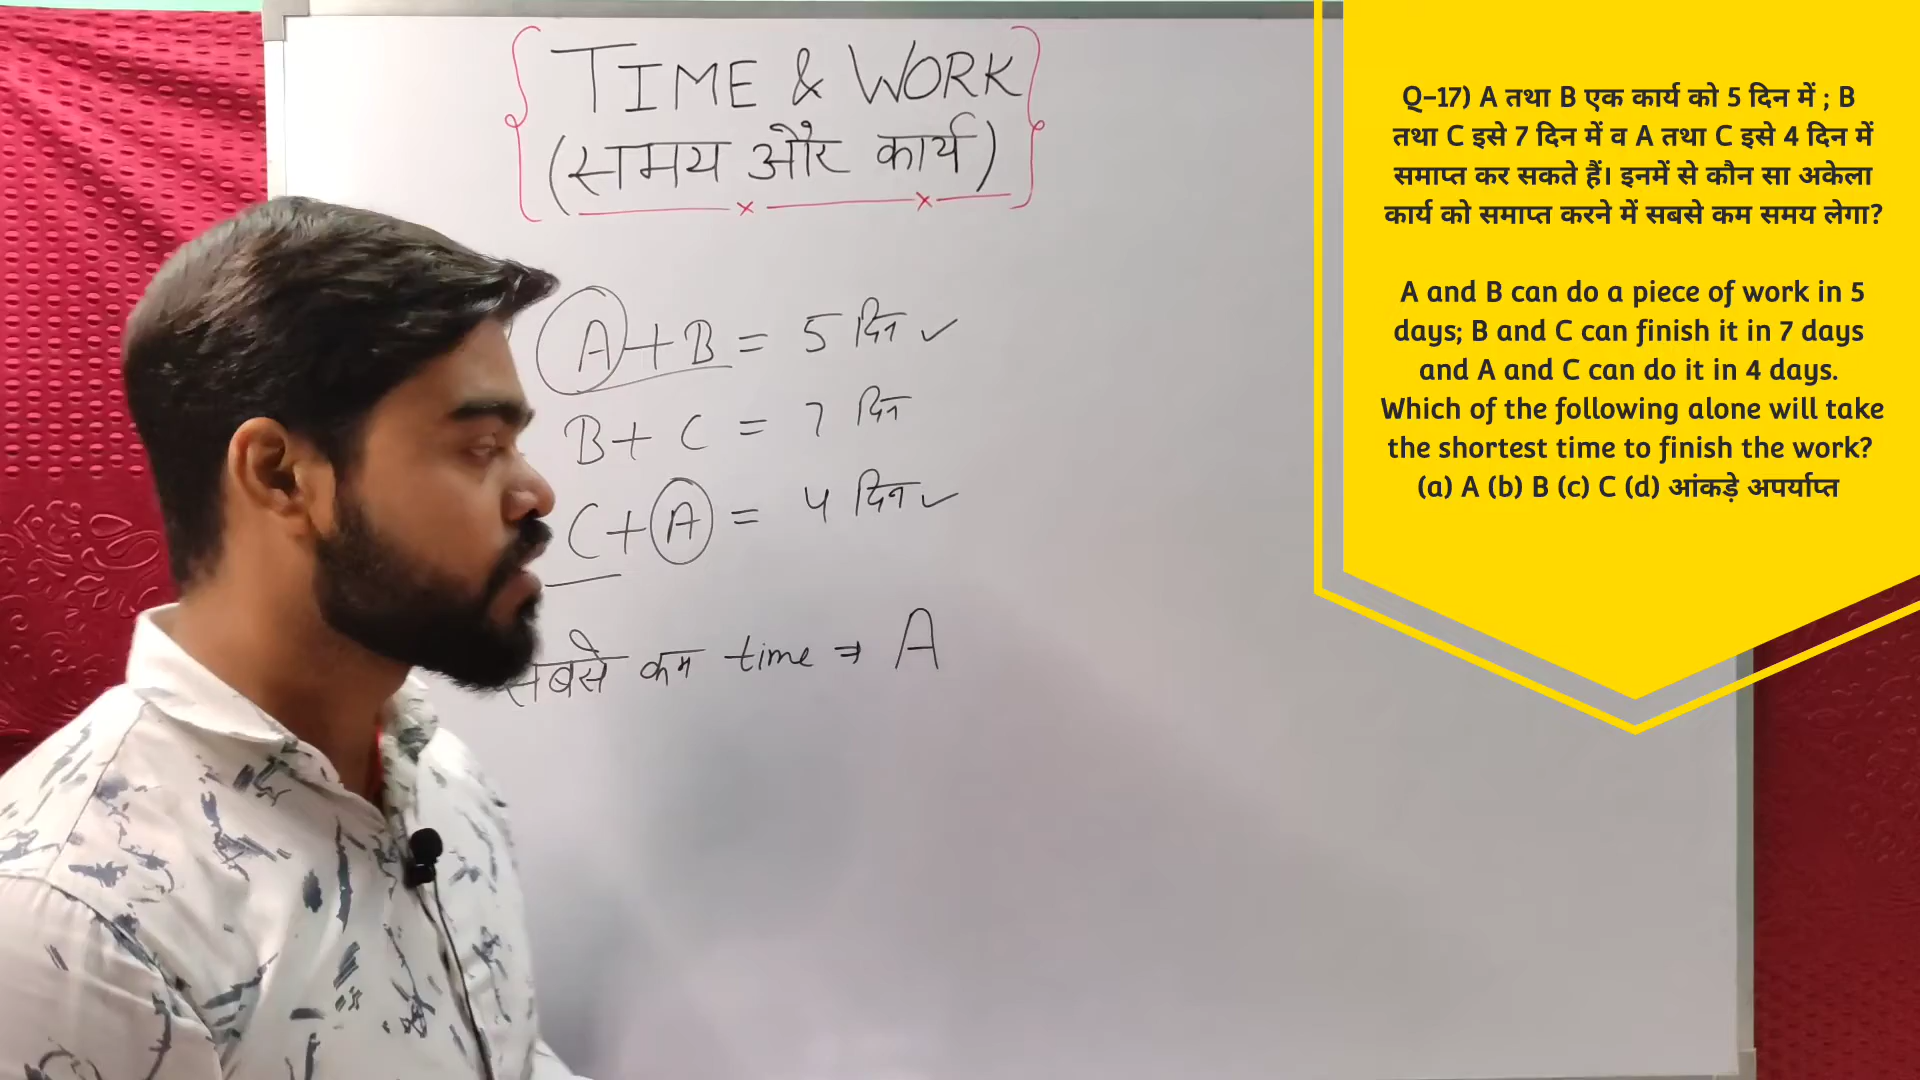 TIME & WORK
(समय और कार्य)
A+B = 5 दिन ✓
B+ C = 7 दिन
C+A = 4 दिन ✓
सबसे कम time ⇒ A
Q-17) A तथा B एक कार्य को 5 दिन में ; B
तथा C इसे 7 दिन में व A तथा C इसे 4 दिन में
समाप्त कर सकते हैं। इनमें से कौन सा अकेला
कार्य को समाप्त करने में सबसे कम समय लेगा?
A and B can do a piece of work in 5
days; B and C can finish it in 7 days
and A and C can do it in 4 days.
Which of the following alone will take
the shortest time to finish the work?
(a) A (b) B (c) C (d) आंकड़े अपर्याप्त